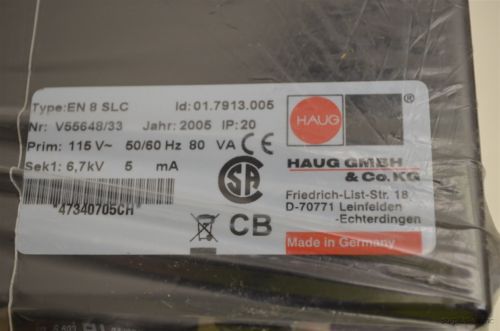 Type:EN 8 SLC Id: 01.7913.005
Nr: V55648/33 Jahr: 2005 IP:20
Prim: 115 V~ 50/60 Hz 80 VA CE
Sek1: 6,7kV 5 mA
*47340705CH*
SA
CB
HAUG ®
HAUG GMBH
& Co. KG
Friedrich-List-Str. 18
D-70771 Leinfelden
-Echterdingen
Made in Germany